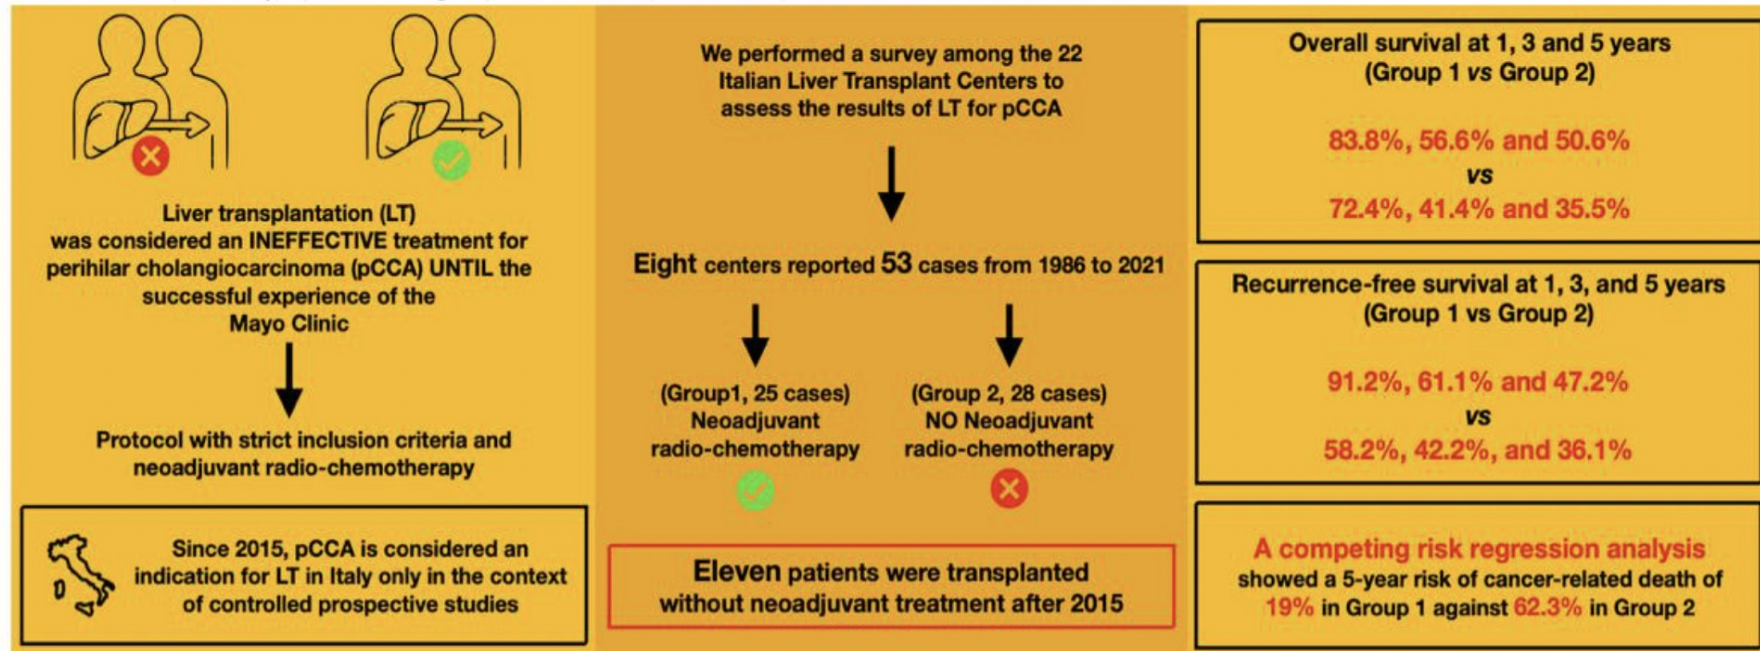 Liver transplantation (LT)
was considered an INEFFECTIVE treatment for
perihilar cholangiocarcinoma (pCCA) UNTIL the
successful experience of the
Mayo Clinic
Protocol with strict inclusion criteria and
neoadjuvant radio-chemotherapy
Since 2015, pCCA is considered an
indication for LT in Italy only in the context
of controlled prospective studies
We performed a survey among the 22
Italian Liver Transplant Centers to
assess the results of LT for pCCA
Eight centers reported 53 cases from 1986 to 2021
(Group1, 25 cases)
Neoadjuvant
radio-chemotherapy
(Group 2, 28 cases)
NO Neoadjuvant
radio-chemotherapy
Eleven patients were transplanted
without neoadjuvant treatment after 2015
Overall survival at 1, 3 and 5 years
(Group 1 vs Group 2)
83.8%, 56.6% and 50.6%
vs
72.4%, 41.4% and 35.5%
Recurrence-free survival at 1, 3, and 5 years
(Group 1 vs Group 2)
91.2%, 61.1% and 47.2%
vs
58.2%, 42.2%, and 36.1%
A competing risk regression analysis
showed a 5-year risk of cancer-related death of
19% in Group 1 against 62.3% in Group 2